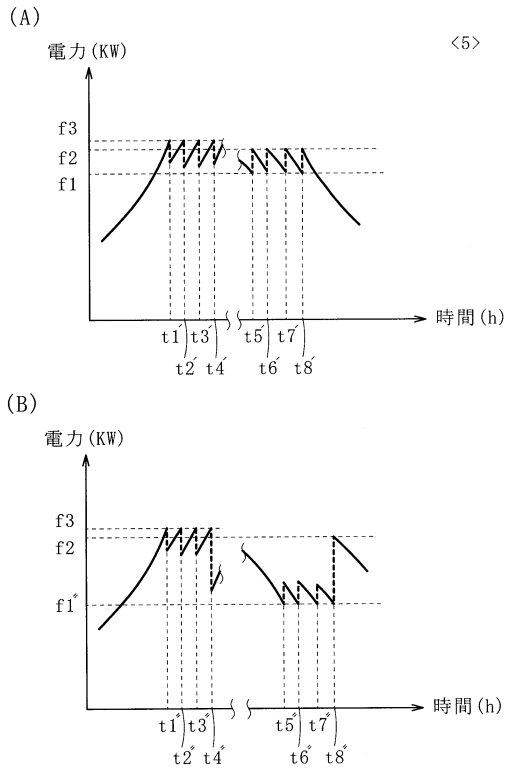 (A)
電力(KW)
<5>
f3
f2
f1
時間(h)
t1′ t3′ t5′ t7′
t2′ t4′ t6′ t8′
(B)
電力(KW)
f3
f2
f1″
時間(h)
t1″ t3″ t5″ t7″
t2″ t4″ t6″ t8″